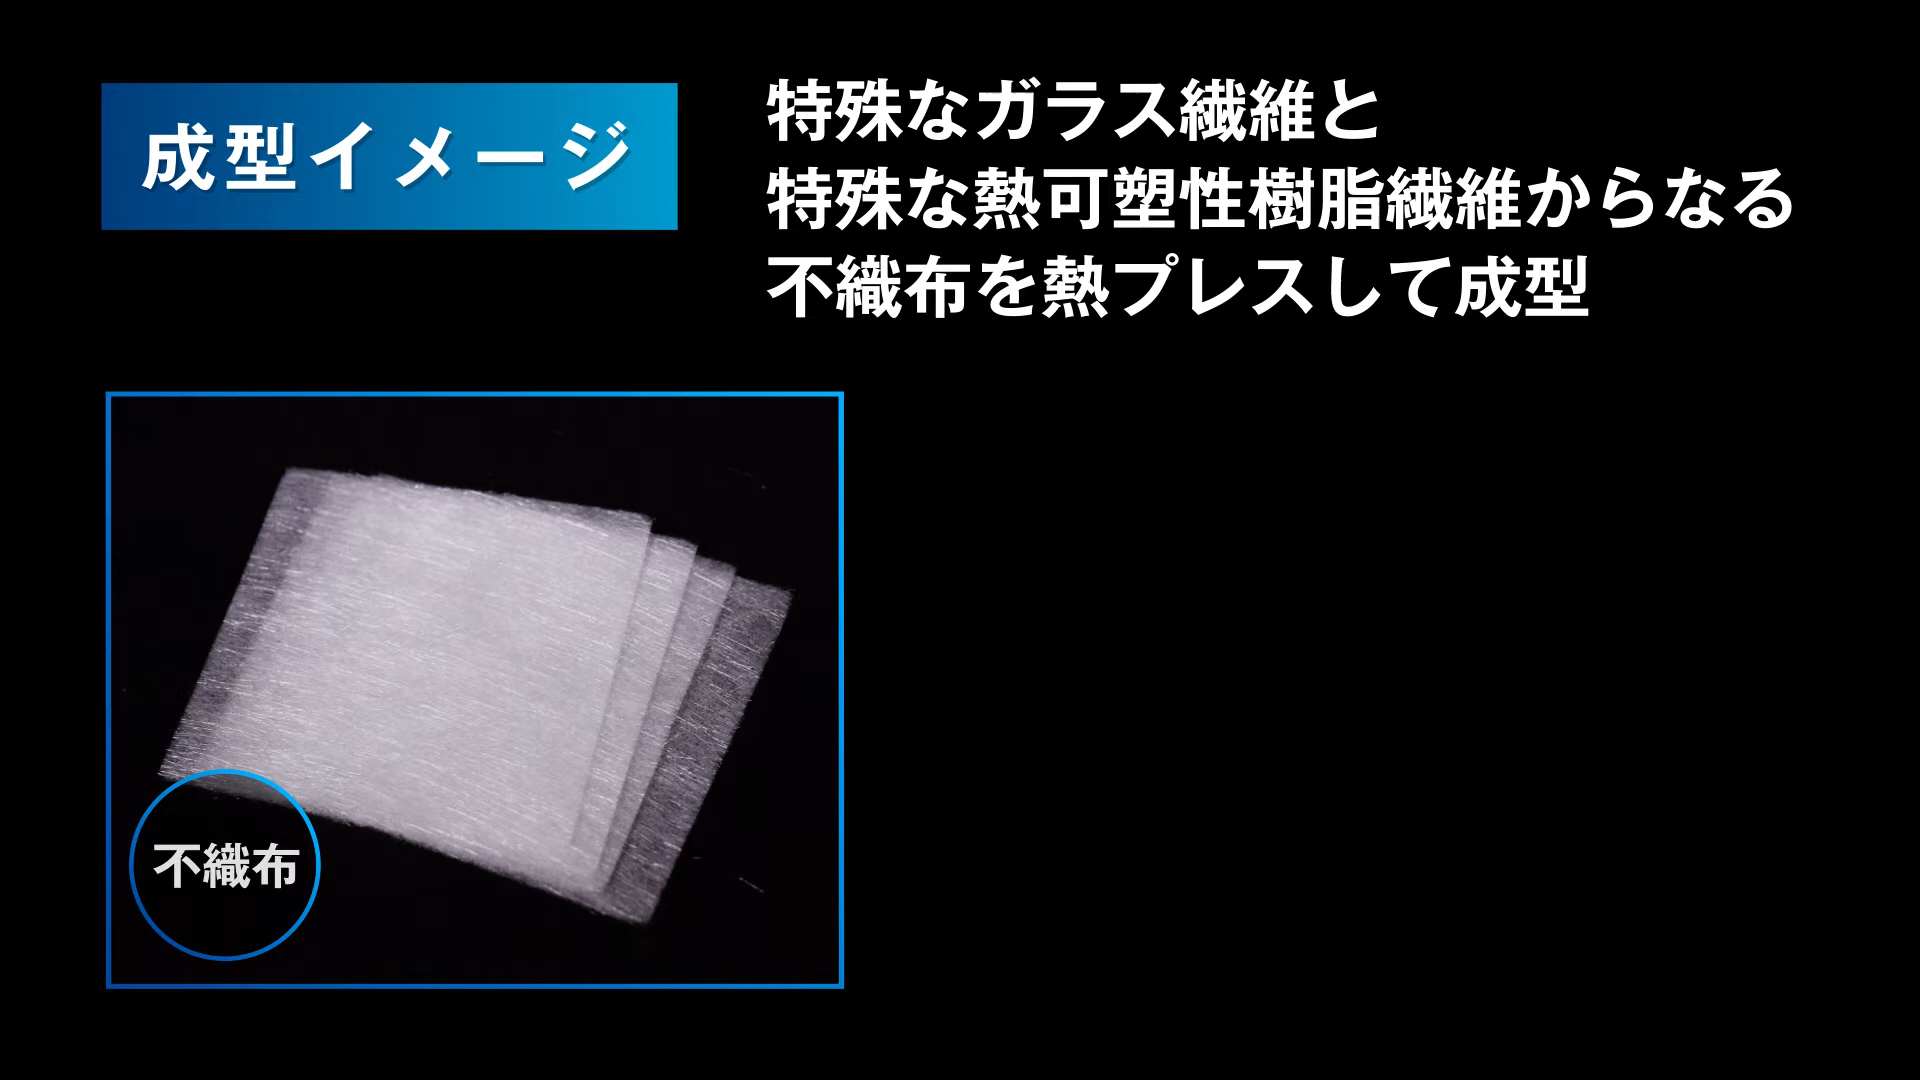 成型イメージ
特殊なガラス繊維と
特殊な熱可塑性樹脂繊維からなる
不織布を熱プレスして成型
不織布